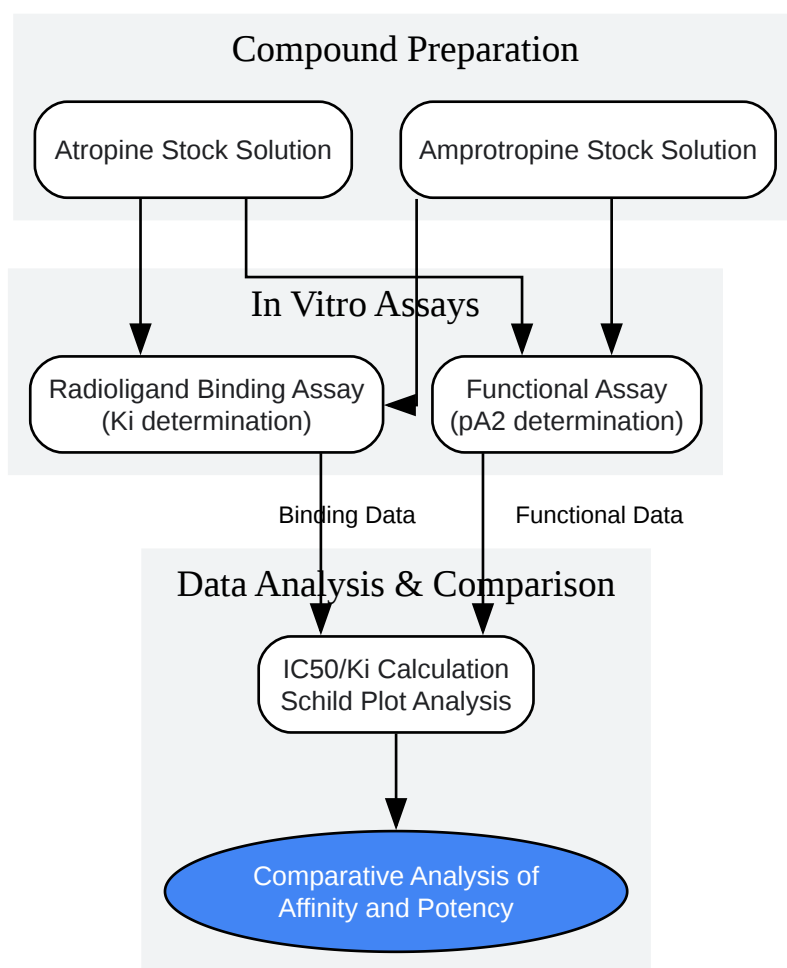 Compound Preparation
Atropine Stock Solution
Amprotropine Stock Solution
In Vitro Assays
Radioligand Binding Assay
(Ki determination)
Functional Assay
(pA2 determination)
Binding Data
Functional Data
Data Analysis & Comparison
IC50/Ki Calculation
Schild Plot Analysis
Comparative Analysis of
Affinity and Potency